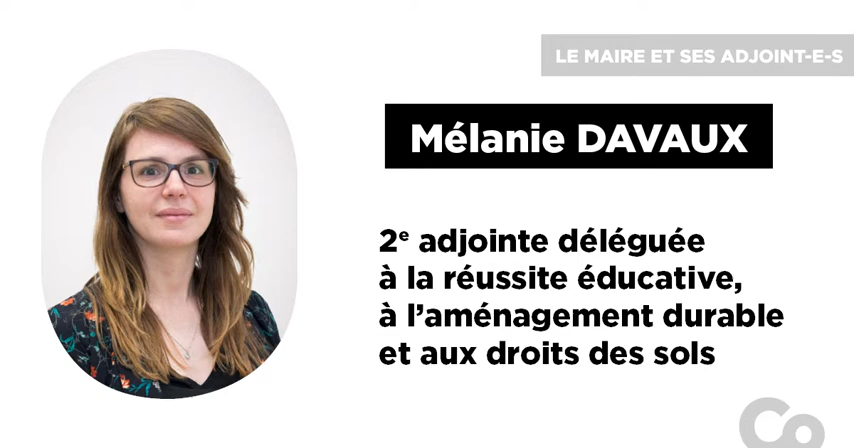 LE MAIRE ET SES ADJOINT-E-S
Mélanie DAVAUX
2e adjointe déléguée
à la réussite éducative,
à l’aménagement durable
et aux droits des sols
Co